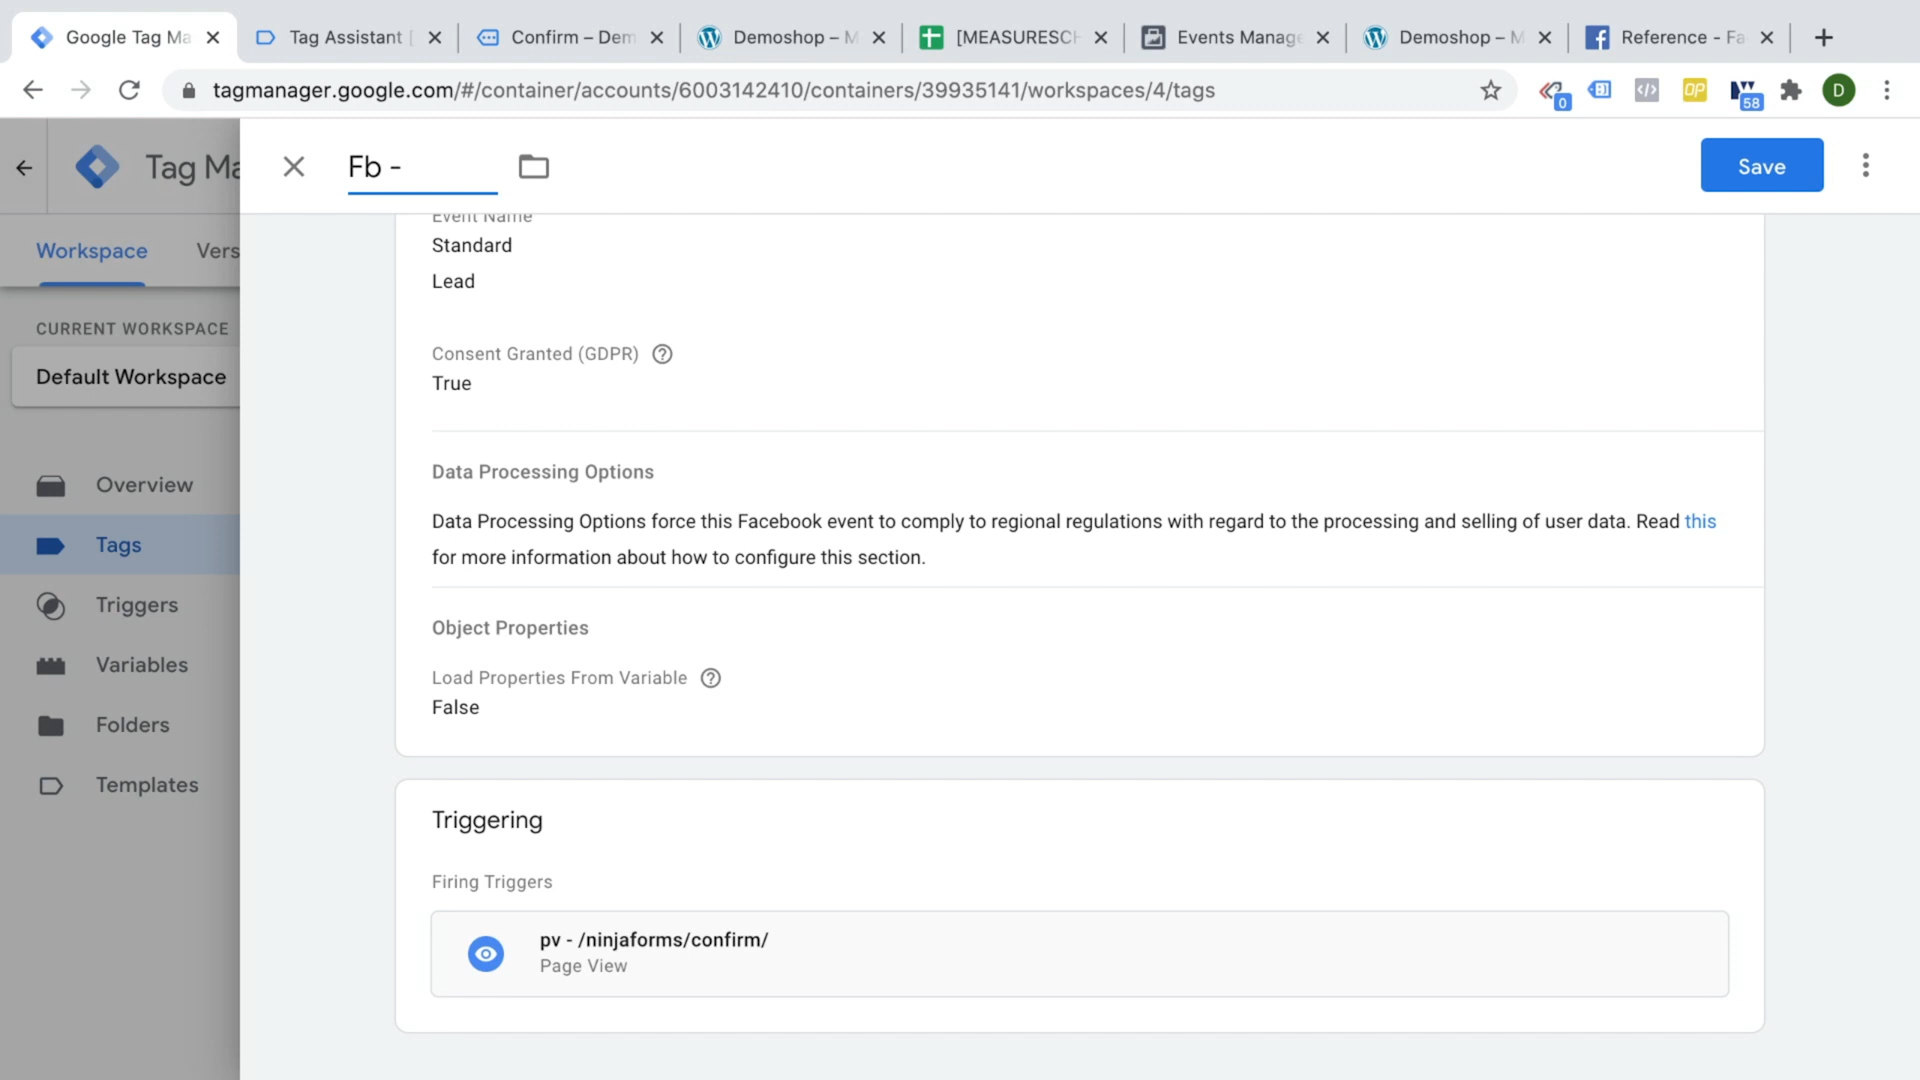 Google Tag Ma
Tag Assistant [
Confirm – Dem
Demoshop – M
[MEASURESCH
Events Manage
Demoshop – M
Reference - Fa
tagmanager.google.com/#/container/accounts/6003142410/containers/39935141/workspaces/4/tags
0
OP
58
D
Tag Ma
Fb -
Save
Workspace
Vers
CURRENT WORKSPACE
Default Workspace
Overview
Tags
Triggers
Variables
Folders
Templates
Event Name
Standard
Lead
Consent Granted (GDPR)
True
Data Processing Options
Data Processing Options force this Facebook event to comply to regional regulations with regard to the processing and selling of user data. Read this
for more information about how to configure this section.
Object Properties
Load Properties From Variable
False
Triggering
Firing Triggers
pv - /ninjaforms/confirm/
Page View